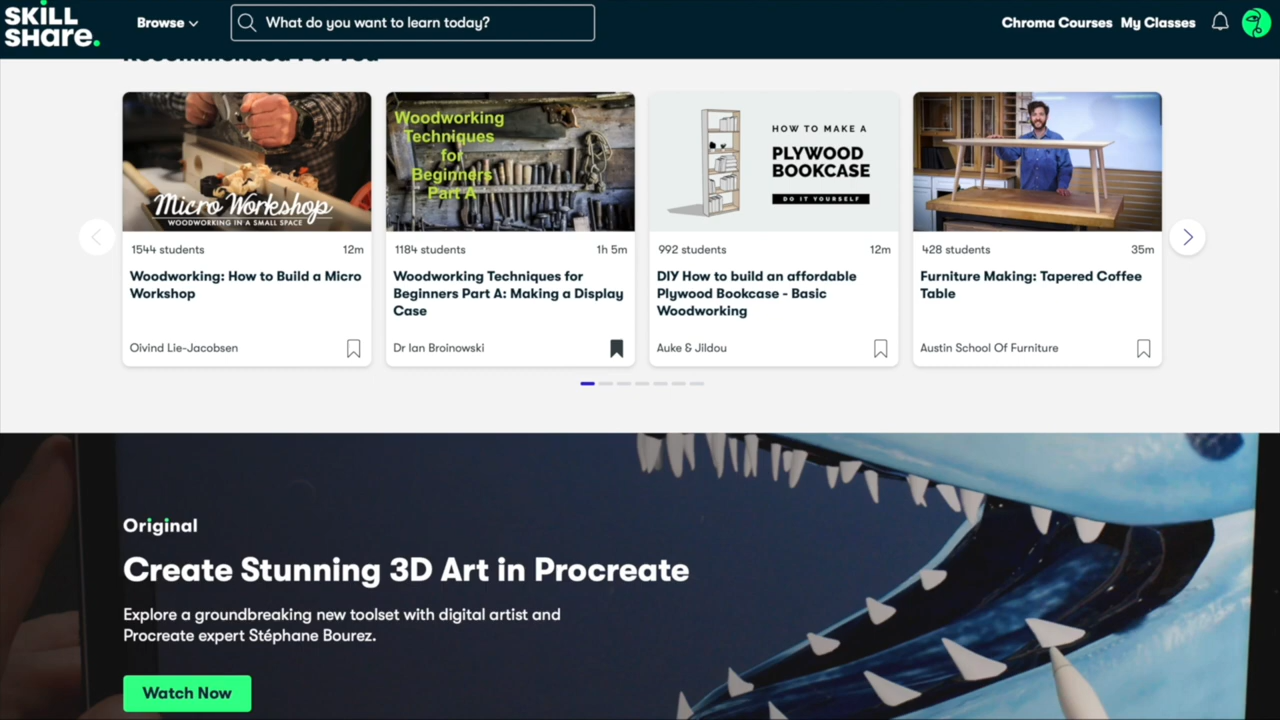 SKILL
SHare.
Browse
What do you want to learn today?
Chroma Courses
My Classes
Recommended For You
Micro Workshop
WOODWORKING IN A SMALL SPACE
1544 students
12m
Woodworking: How to Build a Micro
Workshop
Oivind Lie-Jacobsen
Woodworking
Techniques
for
Beginners
Part A
1184 students
1h 5m
Woodworking Techniques for
Beginners Part A: Making a Display
Case
Dr Ian Broinowski
HOW TO MAKE A
PLYWOOD
BOOKCASE
DO IT YOURSELF
992 students
12m
DIY How to build an affordable
Plywood Bookcase - Basic
Woodworking
Auke & Jildou
428 students
35m
Furniture Making: Tapered Coffee
Table
Austin School Of Furniture
Original
Create Stunning 3D Art in Procreate
Explore a groundbreaking new toolset with digital artist and
Procreate expert Stéphane Bourez.
Watch Now